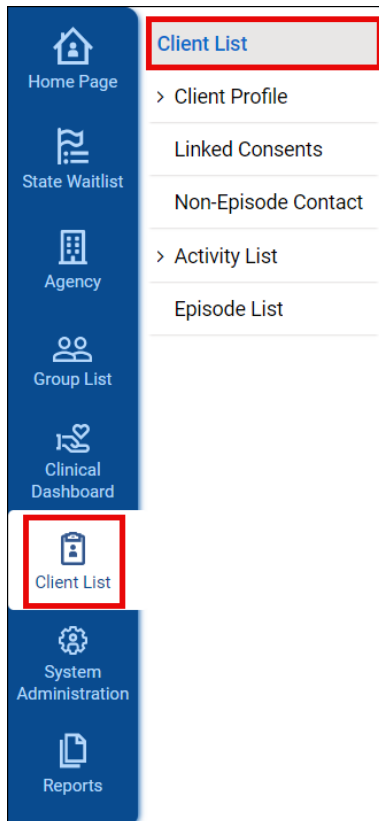 Home Page
State Waitlist
Agency
Group List
Clinical
Dashboard
Client List
System
Administration
Reports
Client List
> Client Profile
Linked Consents
Non-Episode Contact
> Activity List
Episode List